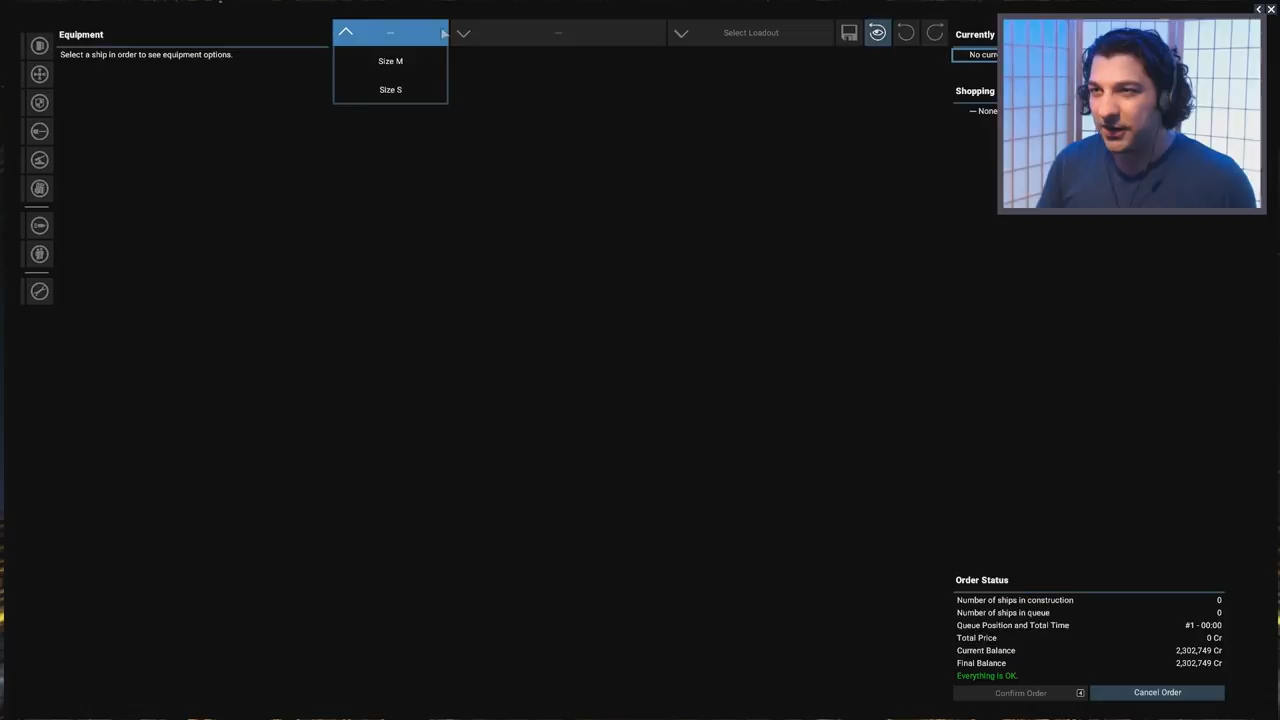 Equipment
Select a ship in order to see equipment options.
—
—
Select Loadout
Size M
Size S
Currently
No curr
Shopping
— None
Order Status
Number of ships in construction 0
Number of ships in queue 0
Queue Position and Total Time #1 - 00:00
Total Price 0 Cr
Current Balance 2,302,749 Cr
Final Balance 2,302,749 Cr
Everything is OK.
Confirm Order
Cancel Order